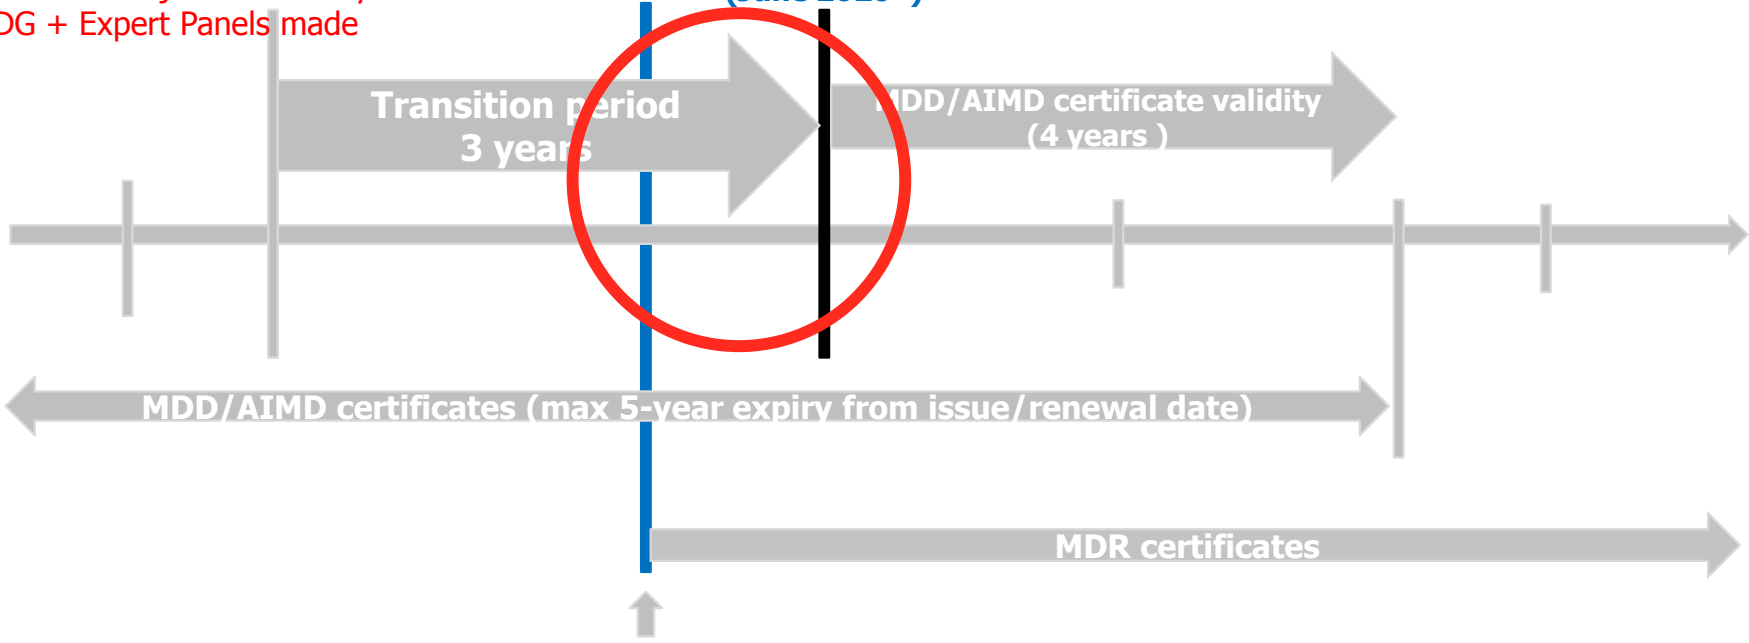 DG + Expert Panels made
Transition period
3 years
MDD/AIMD certificate validity
(4 years )
MDD/AIMD certificates (max 5-year expiry from issue/renewal date)
MDR certificates